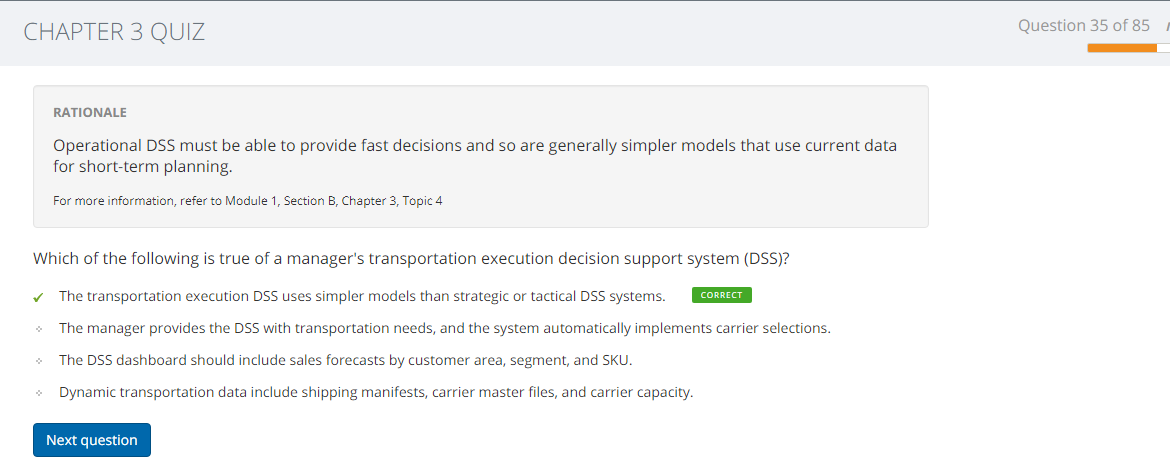 CHAPTER 3 QUIZ
Question 35 of 85
RATIONALE
Operational DSS must be able to provide fast decisions and so are generally simpler models that use current data
for short-term planning.
For more information, refer to Module 1, Section B, Chapter 3, Topic 4
Which of the following is true of a manager's transportation execution decision support system (DSS)?
The transportation execution DSS uses simpler models than strategic or tactical DSS systems. CORRECT
The manager provides the DSS with transportation needs, and the system automatically implements carrier selections.
The DSS dashboard should include sales forecasts by customer area, segment, and SKU.
Dynamic transportation data include shipping manifests, carrier master files, and carrier capacity.
Next question